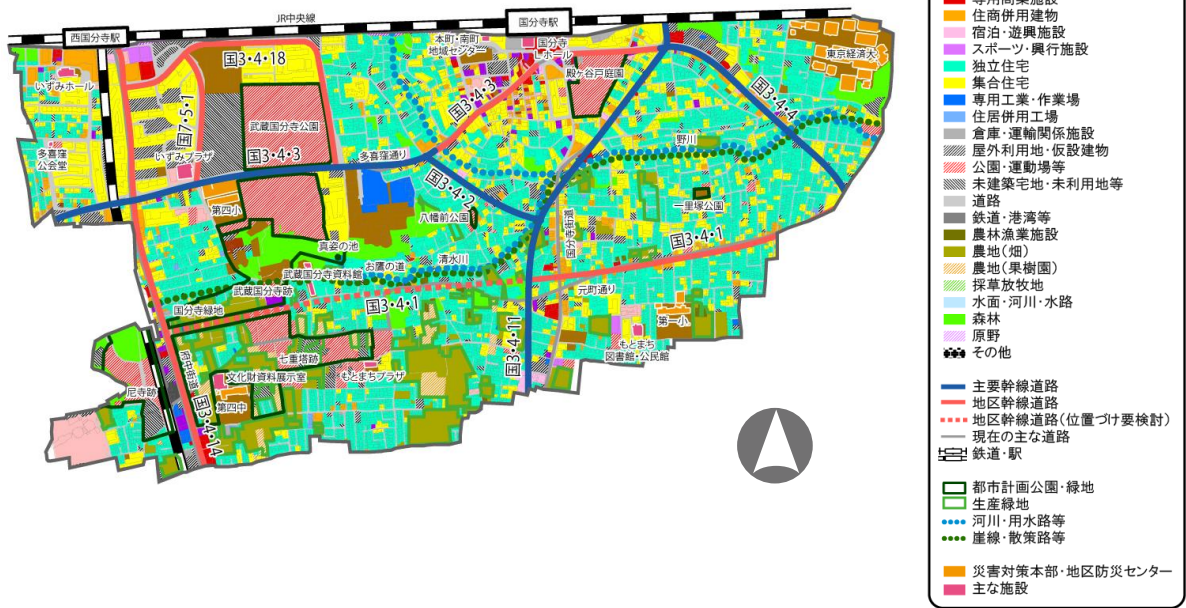 JR中央線
西国分寺駅
国分寺駅
本町・南町
地域センター
国分寺
Lホール
殿ヶ谷戸庭園
東京経済大
国3・4・18
いずみホール
国7・5・1
武蔵国分寺公園
国3・4・3
国3・4・4
国3・4・3
多喜窪通り
野川
多喜窪
公会堂
いずみプラザ
第四小
国3・4・2
八幡前公園
一里塚公園
国分寺街道
国3・4・1
真姿の池
お鷹の道
清水川
武蔵国分寺資料館
武蔵国分寺跡
国分寺緑地
国3・4・1
元町通り
国3・4・11
第一小
もとまち
図書館・公民館
七重塔跡
府中街道
尼寺跡
文化財資料展示室
もとまちプラザ
第四中
国3・4・14
専用商業施設
住商併用建物
宿泊・遊興施設
スポーツ・興行施設
独立住宅
集合住宅
専用工業・作業場
住居併用工場
倉庫・運輸関係施設
屋外利用地・仮設建物
公園・運動場等
未建築宅地・未利用地等
道路
鉄道・港湾等
農林漁業施設
農地(畑)
農地(果樹園)
採草放牧地
水面・河川・水路
森林
原野
その他
主要幹線道路
地区幹線道路
地区幹線道路(位置づけ要検討)
現在の主な道路
鉄道・駅
都市計画公園・緑地
生産緑地
河川・用水路等
崖線・散策路等
災害対策本部・地区防災センター
主な施設